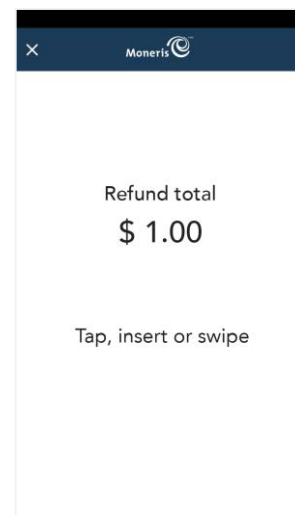 Moneris
Refund total
$ 1.00
Tap, insert or swipe